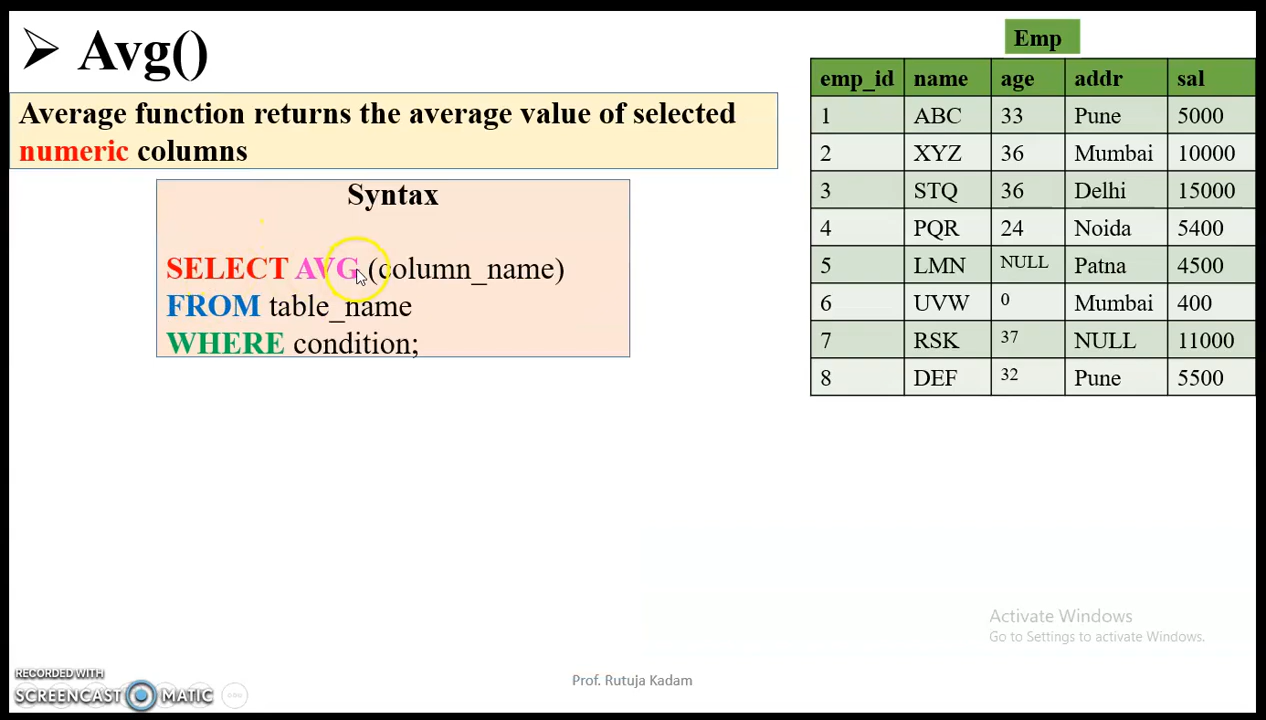 Avg()
Average function returns the average value of selected
numeric columns
Syntax
SELECT AVG (column_name)
FROM table_name
WHERE condition;
Emp
emp_id name age addr sal
1 ABC 33 Pune 5000
2 XYZ 36 Mumbai 10000
3 STQ 36 Delhi 15000
4 PQR 24 Noida 5400
5 LMN NULL Patna 4500
6 UVW 0 Mumbai 400
7 RSK 37 NULL 11000
8 DEF 32 Pune 5500
Activate Windows
Go to Settings to activate Windows.
RECORDED WITH
SCREENCAST MATIC
Prof. Rutuja Kadam